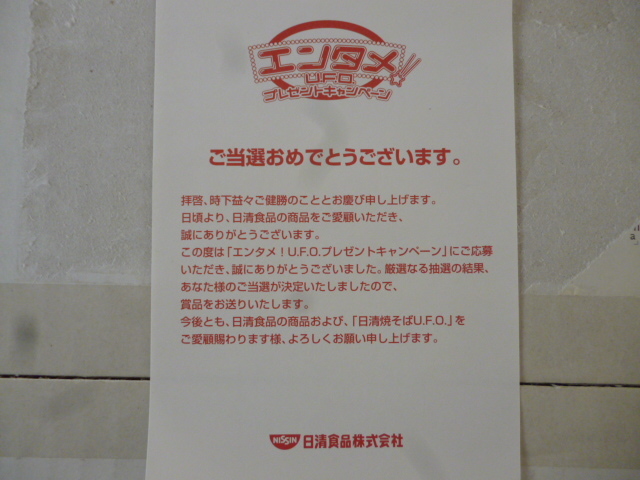 エンタメ!
U.F.O.
プレゼントキャンペーン
ご当選おめでとうございます。
拝啓、時下益々ご健勝のこととお慶び申し上げます。
日頃より、日清食品の商品をご愛顧いただき、
誠にありがとうございます。
この度は「エンタメ!U.F.O.プレゼントキャンペーン」にご応募
いただき、誠にありがとうございました。厳選なる抽選の結果、
あなた様のご当選が決定いたしましたので、
賞品をお送りいたします。
今後とも、日清食品の商品および、「日清焼そばU.F.O.」を
ご愛顧賜わります様、よろしくお願い申し上げます。
NISSIN 日清食品株式会社